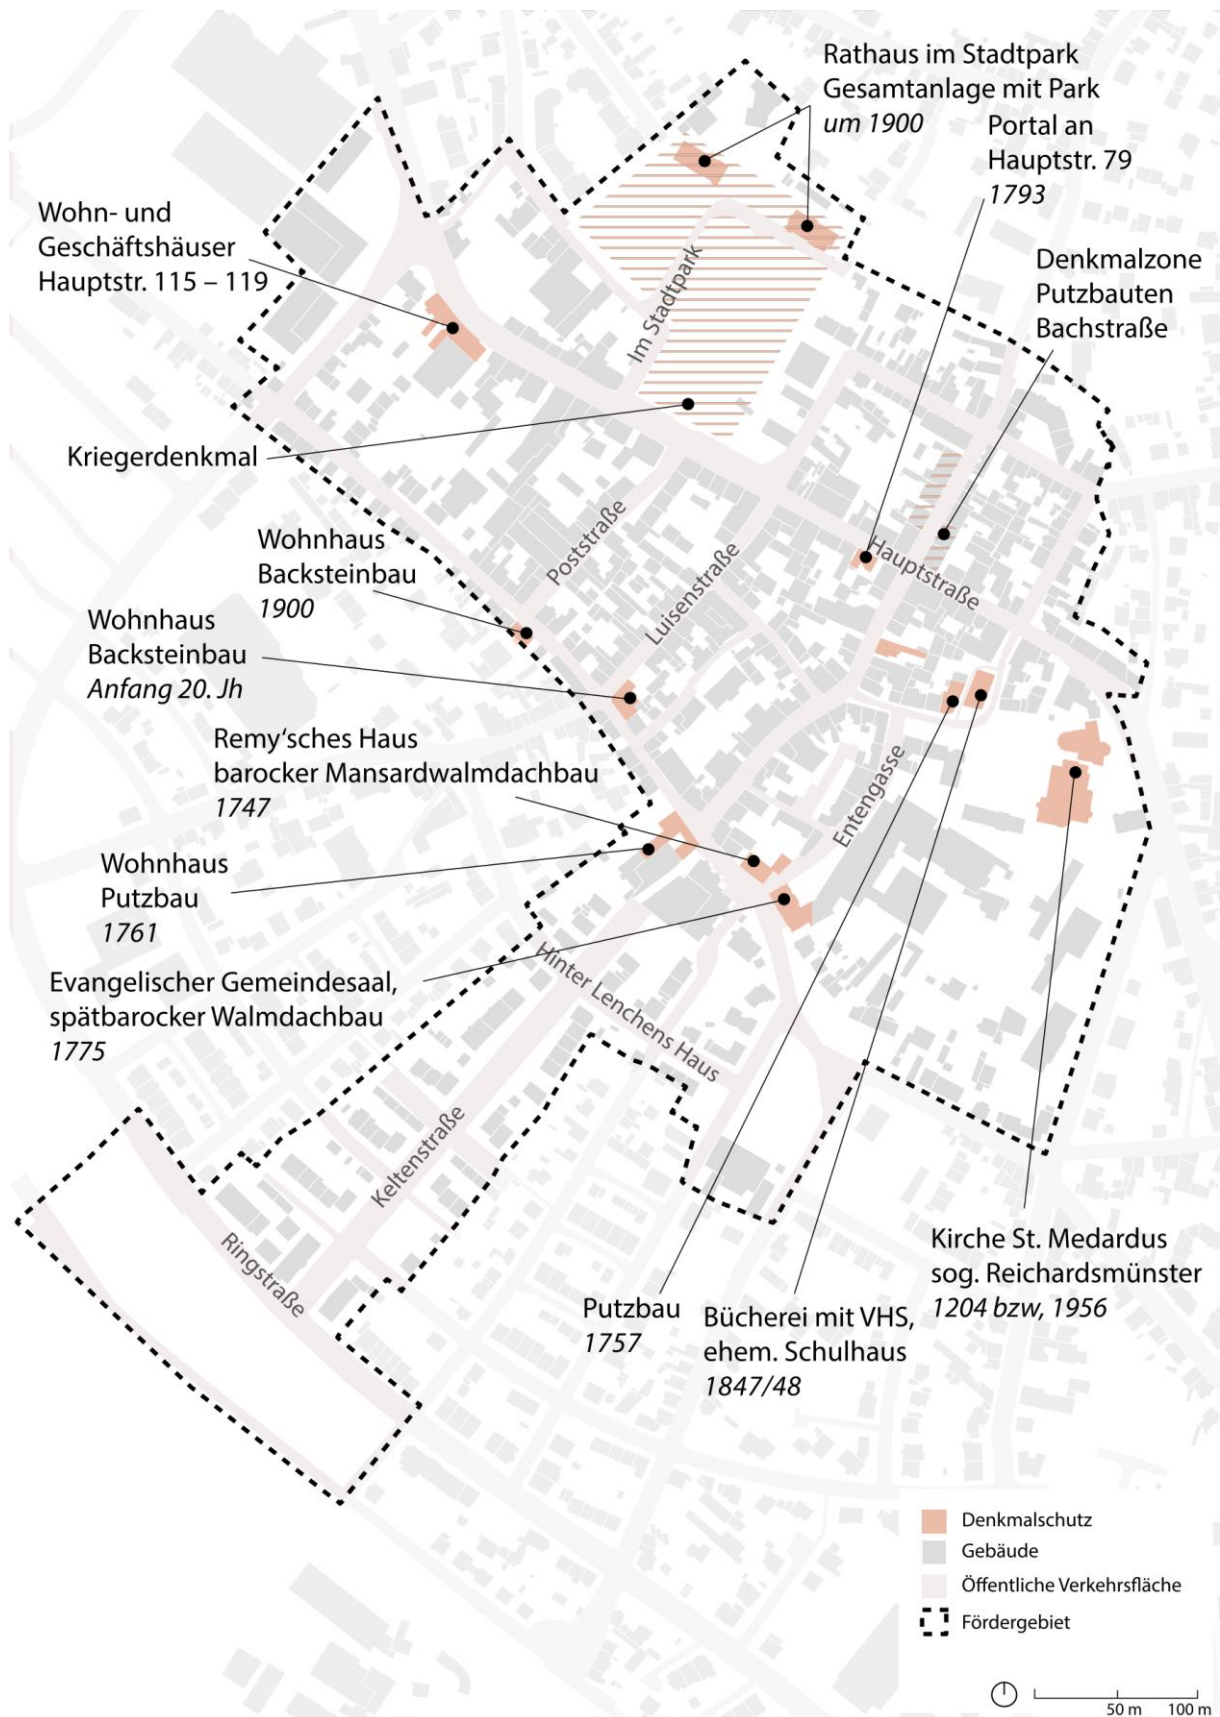 Rathaus im Stadtpark
Gesamtanlage mit Park
um 1900
Portal an
Hauptstr. 79
1793
Wohn- und
Geschäftshäuser
Hauptstr. 115 – 119
Denkmalzone
Putzbauten
Bachstraße
Im Stadtpark
Kriegerdenkmal
Poststraße
Luisenstraße
Hauptstraße
Wohnhaus
Backsteinbau
1900
Wohnhaus
Backsteinbau
Anfang 20. Jh
Remy‘sches Haus
barocker Mansardwalmdachbau
1747
Entengasse
Wohnhaus
Putzbau
1761
Evangelischer Gemeindesaal,
spätbarocker Walmdachbau
1775
Hinter Lenchens Haus
Keltenstraße
Ringstraße
Putzbau
1757
Bücherei mit VHS,
ehem. Schulhaus
1847/48
Kirche St. Medardus
sog. Reichardsmünster
1204 bzw, 1956
Denkmalschutz
Gebäude
Öffentliche Verkehrsfläche
Fördergebiet
50 m 100 m